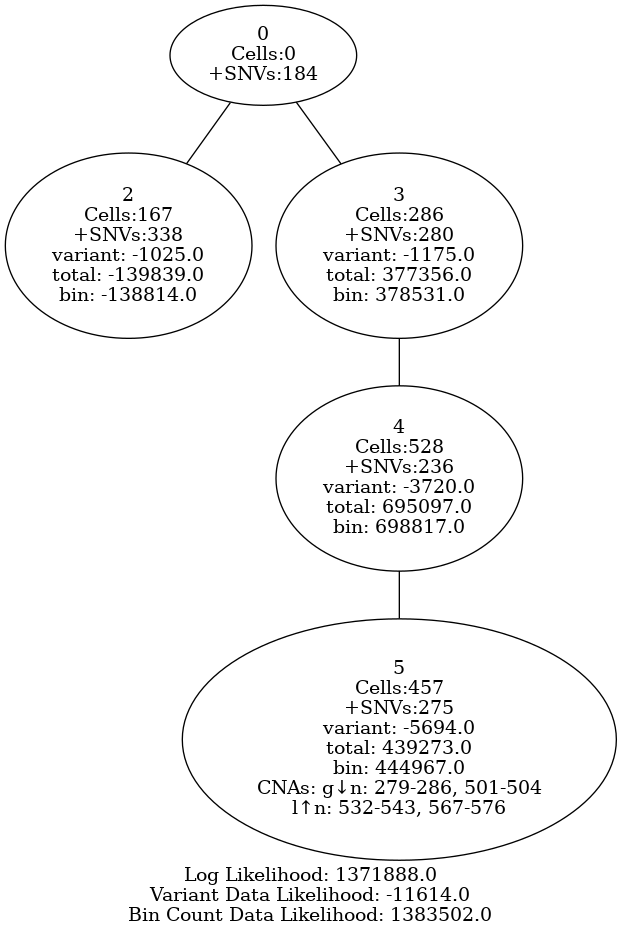 0
Cells:0
+SNVs:184
2
Cells:167
+SNVs:338
variant: -1025.0
total: -139839.0
bin: -138814.0
3
Cells:286
+SNVs:280
variant: -1175.0
total: 377356.0
bin: 378531.0
4
Cells:528
+SNVs:236
variant: -3720.0
total: 695097.0
bin: 698817.0
5
Cells:457
+SNVs:275
variant: -5694.0
total: 439273.0
bin: 444967.0
CNAs: g↓n: 279-286, 501-504
l↑n: 532-543, 567-576
Log Likelihood: 1371888.0
Variant Data Likelihood: -11614.0
Bin Count Data Likelihood: 1383502.0